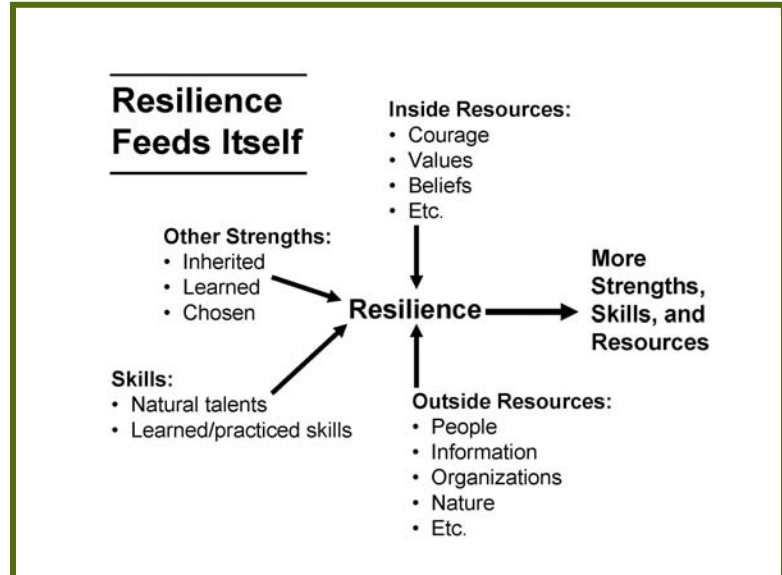 Resilience
Feeds Itself
Inside Resources:
• Courage
• Values
• Beliefs
• Etc.
Other Strengths:
• Inherited
• Learned
• Chosen
Resilience
More
Strengths,
Skills, and
Resources
Skills:
• Natural talents
• Learned/practiced skills
Outside Resources:
• People
• Information
• Organizations
• Nature
• Etc.